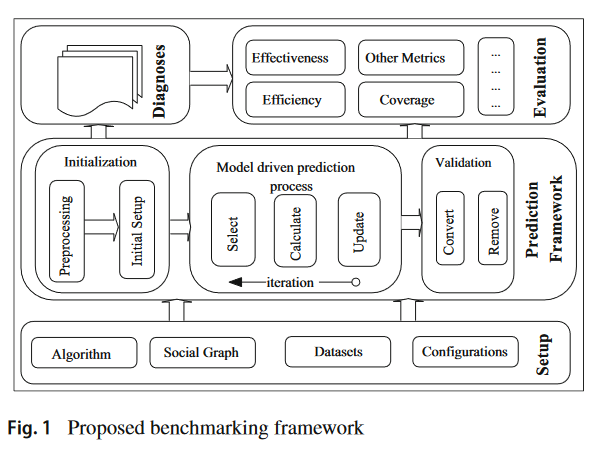 Diagnoses
Effectiveness
Other Metrics
Efficiency
Coverage
...
...
...
...
Evaluation
Initialization
Preprocessing
Initial Setup
Model driven prediction
process
Select
Calculate
Update
iteration
Validation
Convert
Remove
Prediction
Framework
Algorithm
Social Graph
Datasets
Configurations
Setup
Fig. 1 Proposed benchmarking framework